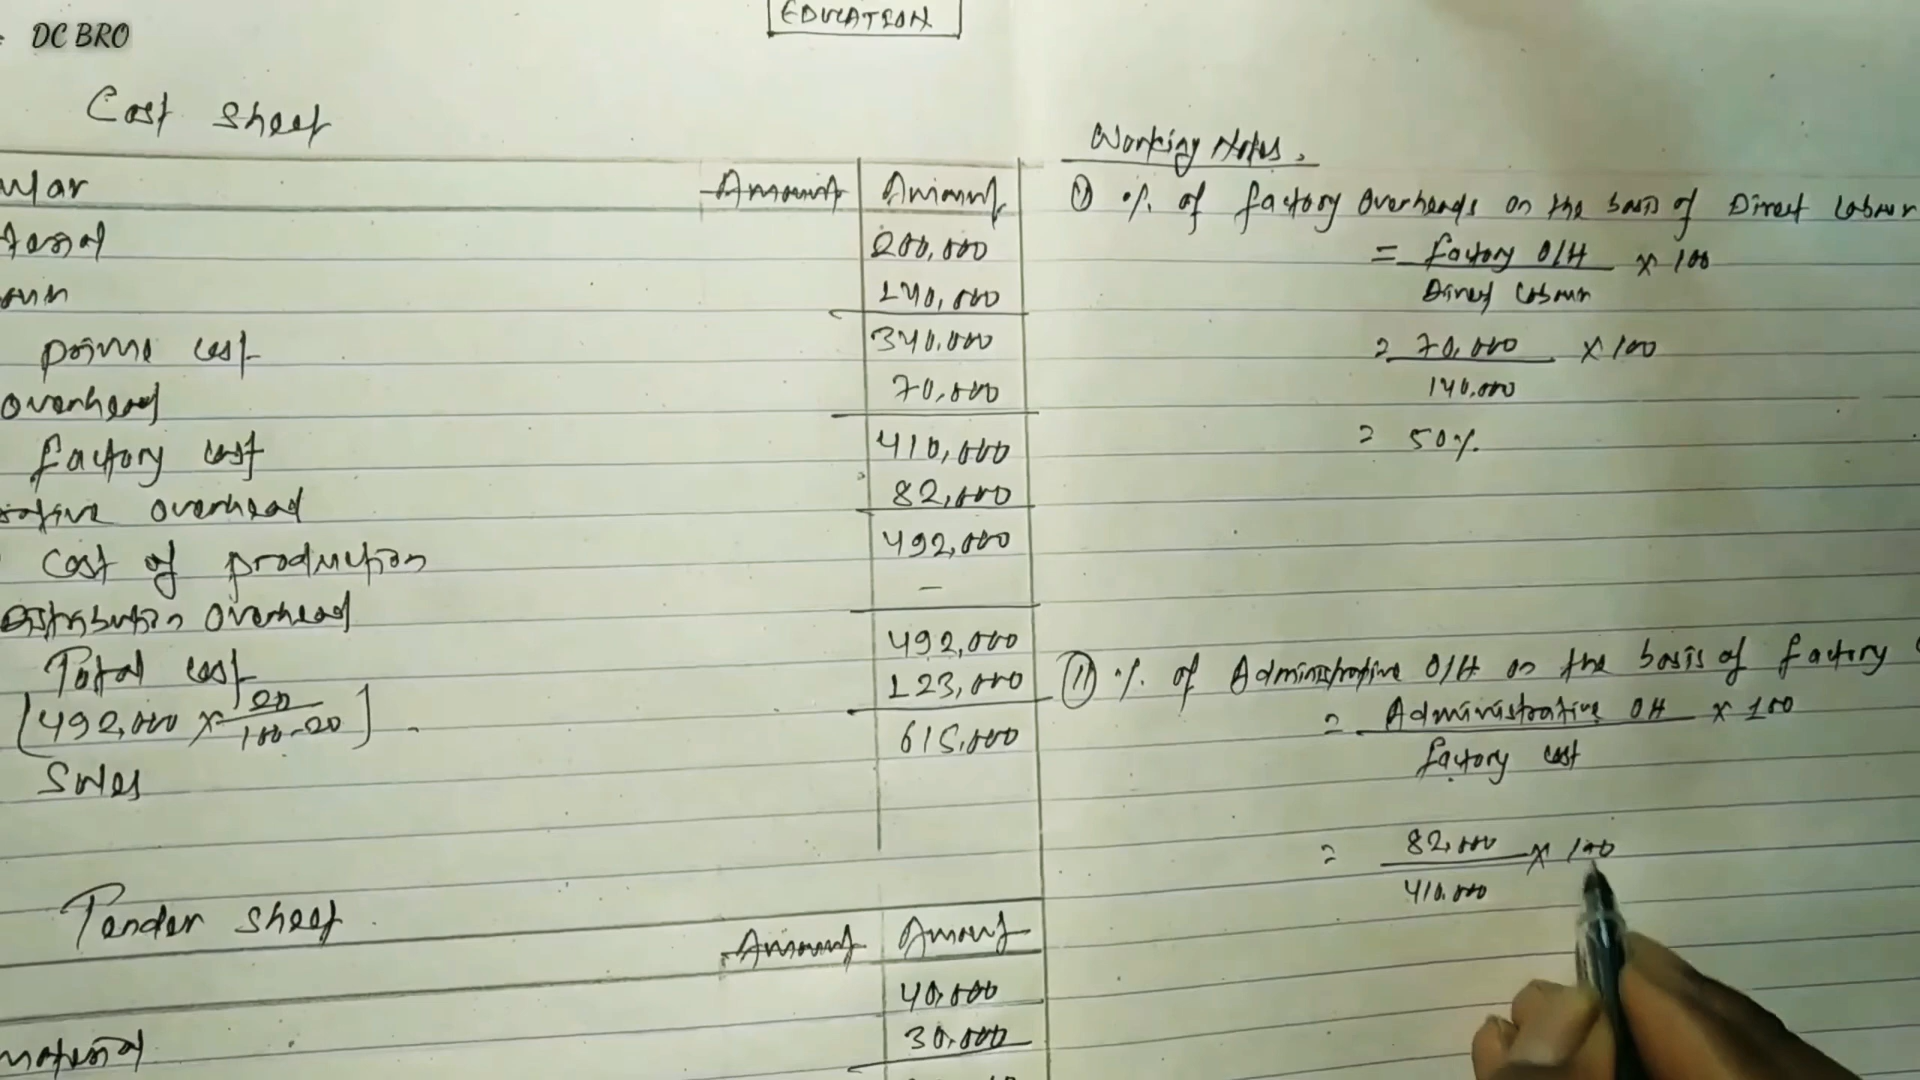 DC BRO
EDUCATION
Cost Sheet
Amount Amount
200,000
140,000
Prime cost 340,000
overhead 70,000
factory cost 410,000
overhead 82,000
Cost of production 492,000
-
Distribution overhead
Total cost 492,000
[492,000 × 20/100-20] 123,000
Sales 615,000
Tender Sheet
Amount Amount
40,000
material 30,000
Working Notes.
(I) % of factory overheads on the basis of Direct labour
= factory O/H × 100
Direct labour
= 70,000 × 100
140,000
= 50%
(II) % of Administrative O/H on the basis of factory
= Administrative OH × 100
factory cost
= 82,000 × 100
410,000